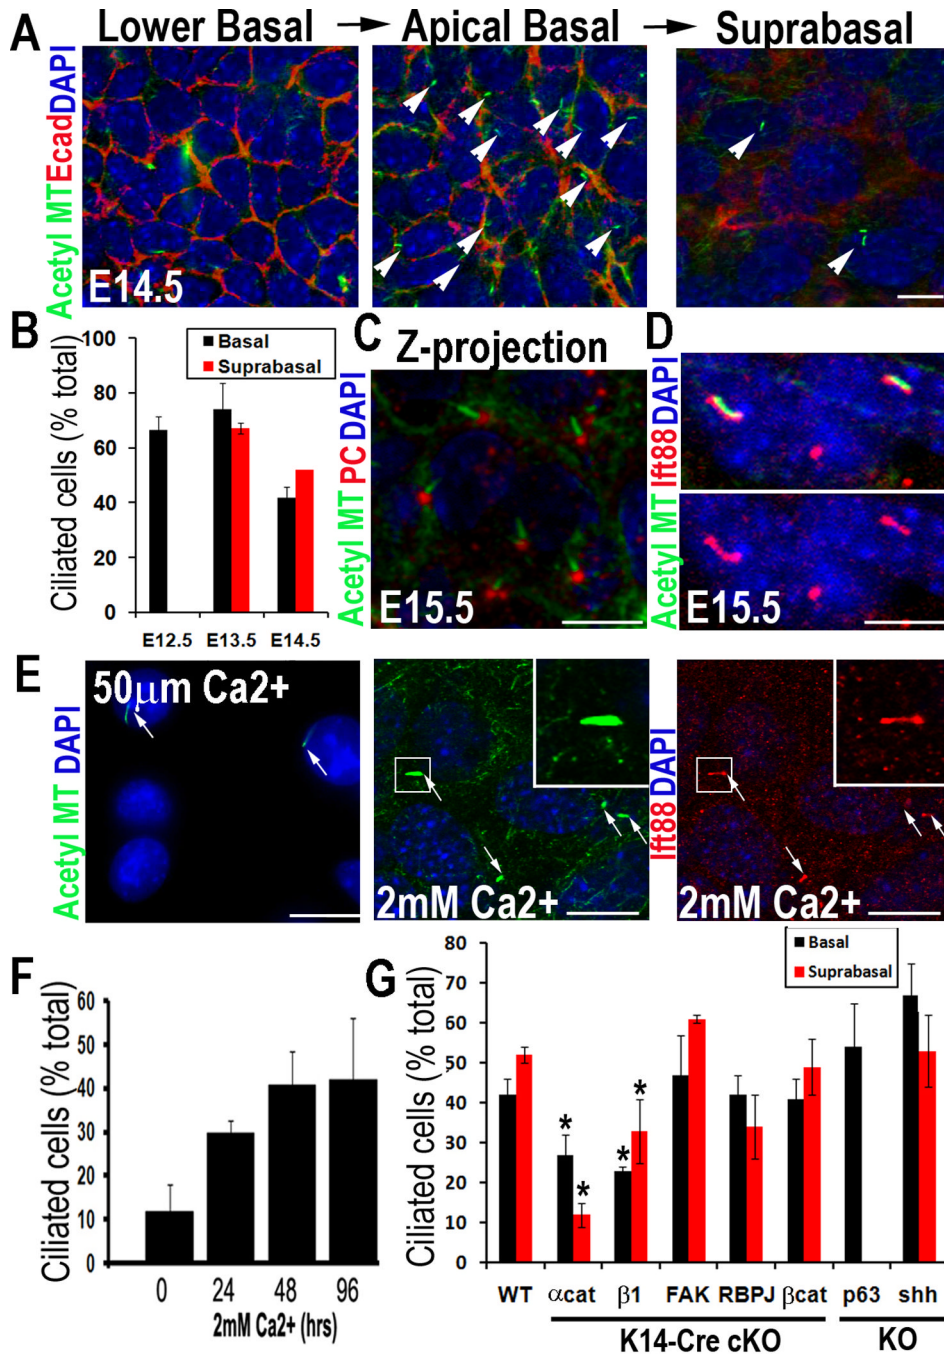 A
Lower Basal
Apical Basal
Suprabasal
Acetyl MT Ecad DAPI
E14.5
B
Ciliated cells (% total)
100
80
60
40
20
0
Basal
Suprabasal
E12.5 E13.5 E14.5
C
Z-projection
Acetyl MT PC DAPI
E15.5
D
Acetyl MT Ift88 DAPI
E15.5
E
Acetyl MT DAPI
50µm Ca2+
2mM Ca2+
Ift88 DAPI
2mM Ca2+
F
Ciliated cells (% total)
60
50
40
30
20
10
0
0 24 48 96
2mM Ca2+ (hrs)
G
Ciliated cells (% total)
80
70
60
50
40
30
20
10
0
Basal
Suprabasal
* * * *
WT αcat β1 FAK RBPJ βcat p63 shh
K14-Cre cKO
KO